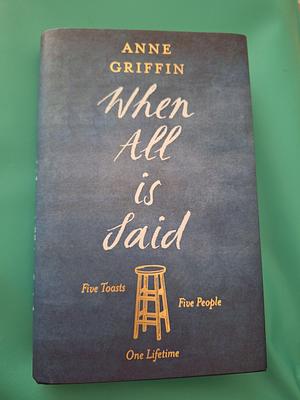 ANNE
GRIFFIN
When
All
is
Said
Five Toasts
Five People
One Lifetime